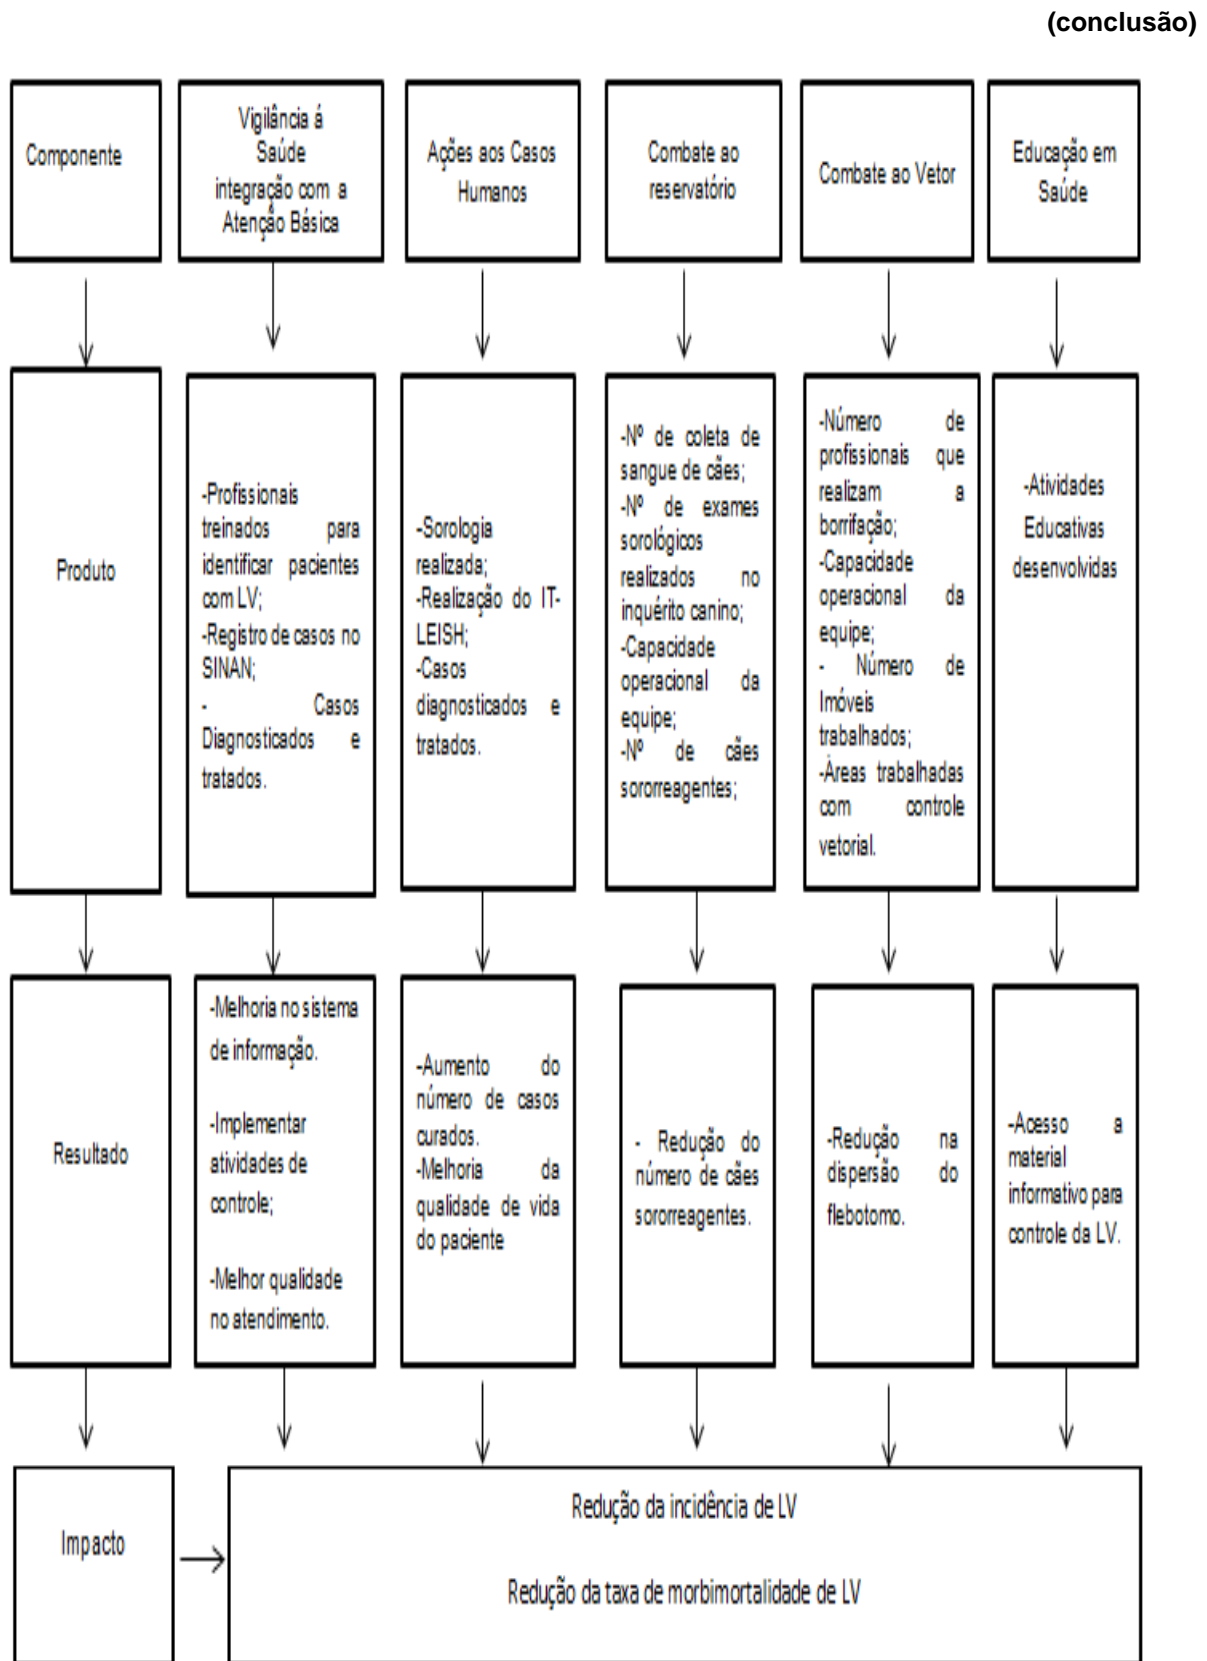 (conclusão)
Componente
Vigilância á
Saúde
integração com a
Atenção Básica
Ações aos Casos
Humanos
Combate ao
reservatório
Combate ao Vetor
Educação em
Saúde
Produto
-Profissionais
treinados para
identificar pacientes
com LV;
-Registro de casos no
SINAN;
- Casos
Diagnosticados e
tratados.
-Sorologia
realizada;
-Realização do IT-
LEISH;
-Casos
diagnosticados e
tratados.
-Nº de coleta de
sangue de cães;
-Nº de exames
sorológicos
realizados no
inquérito canino;
-Capacidade
operacional da
equipe;
-Nº de cães
sororreagentes;
-Número de
profissionais que
realizam a
borrifação;
-Capacidade
operacional da
equipe;
- Número de
Imóveis
trabalhados;
-Áreas trabalhadas
com controle
vetorial.
-Atividades
Educativas
desenvolvidas
Resultado
-Melhoria no sistema
de informação.
-Implementar
atividades de
controle;
-Melhor qualidade
no atendimento.
-Aumento do
número de casos
curados.
-Melhoria da
qualidade de vida
do paciente
- Redução do
número de cães
sororreagentes.
-Redução na
dispersão do
flebotomo.
-Acesso a
material
informativo para
controle da LV.
Impacto
Redução da incidência de LV
Redução da taxa de morbimortalidade de LV